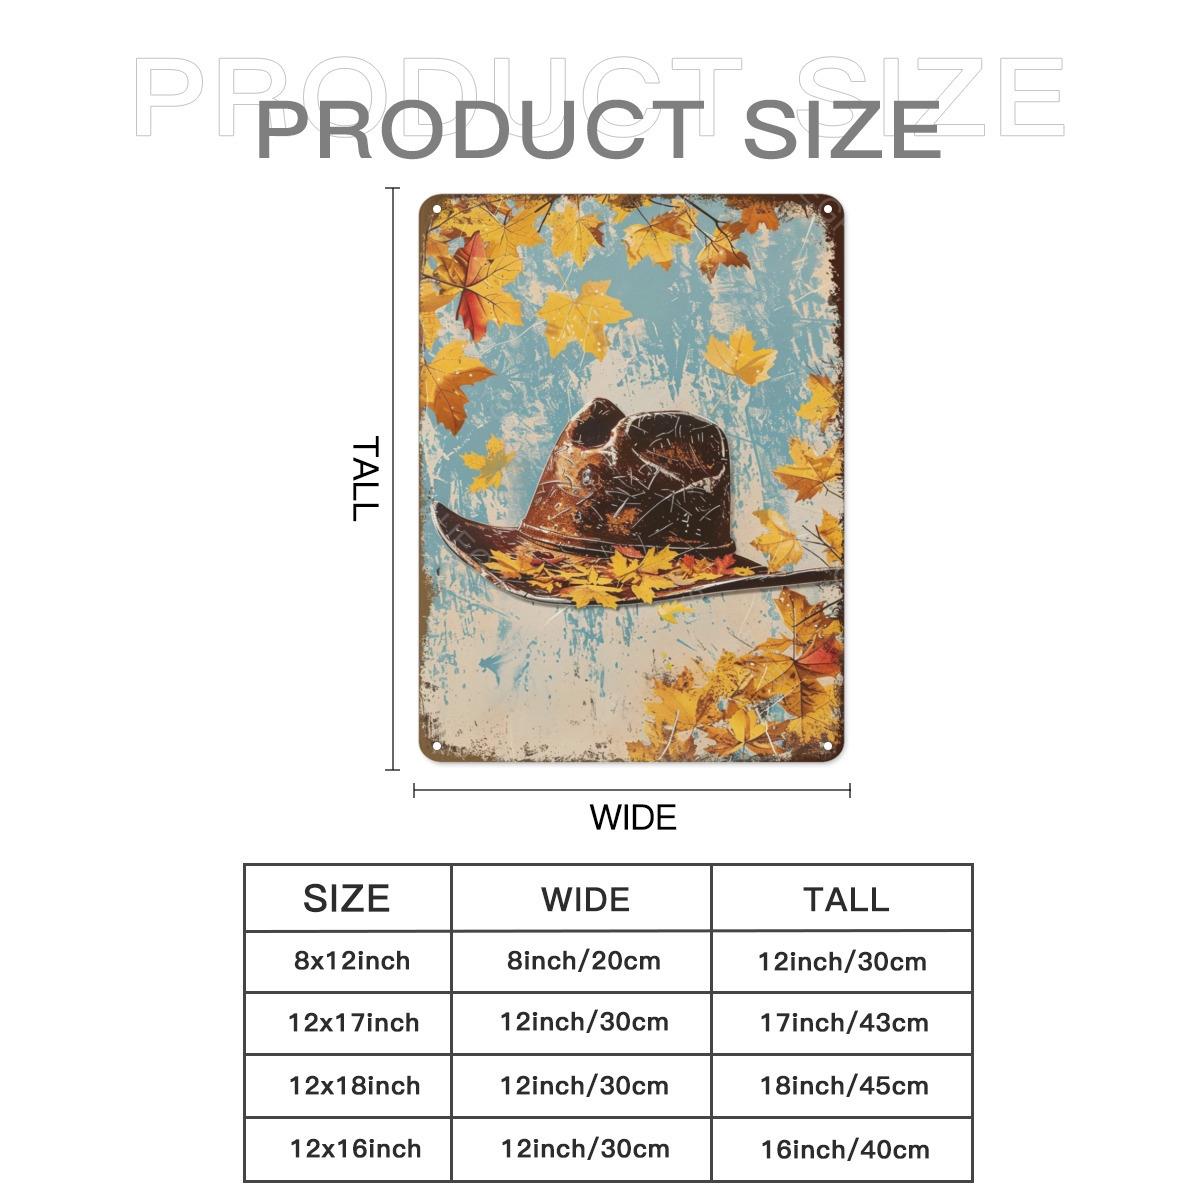 PRODUCT SIZE
PRODUCT SIZE
TALL
WIDE
SIZE WIDE TALL
8x12inch 8inch/20cm 12inch/30cm
12x17inch 12inch/30cm 17inch/43cm
12x18inch 12inch/30cm 18inch/45cm
12x16inch 12inch/30cm 16inch/40cm